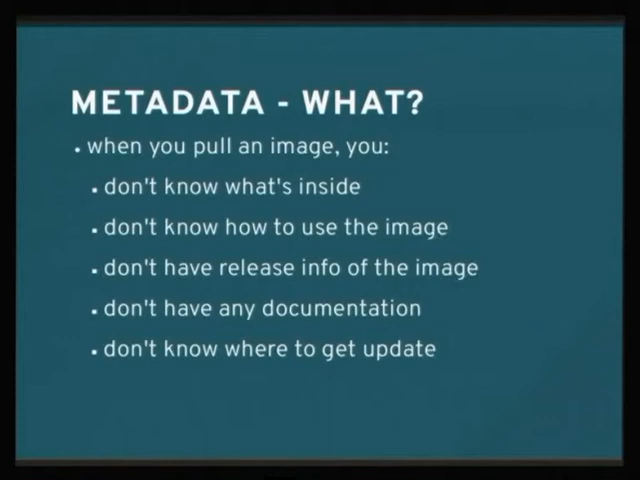 METADATA - WHAT?
• when you pull an image, you:
• don't know what's inside
• don't know how to use the image
• don't have release info of the image
• don't have any documentation
• don't know where to get update